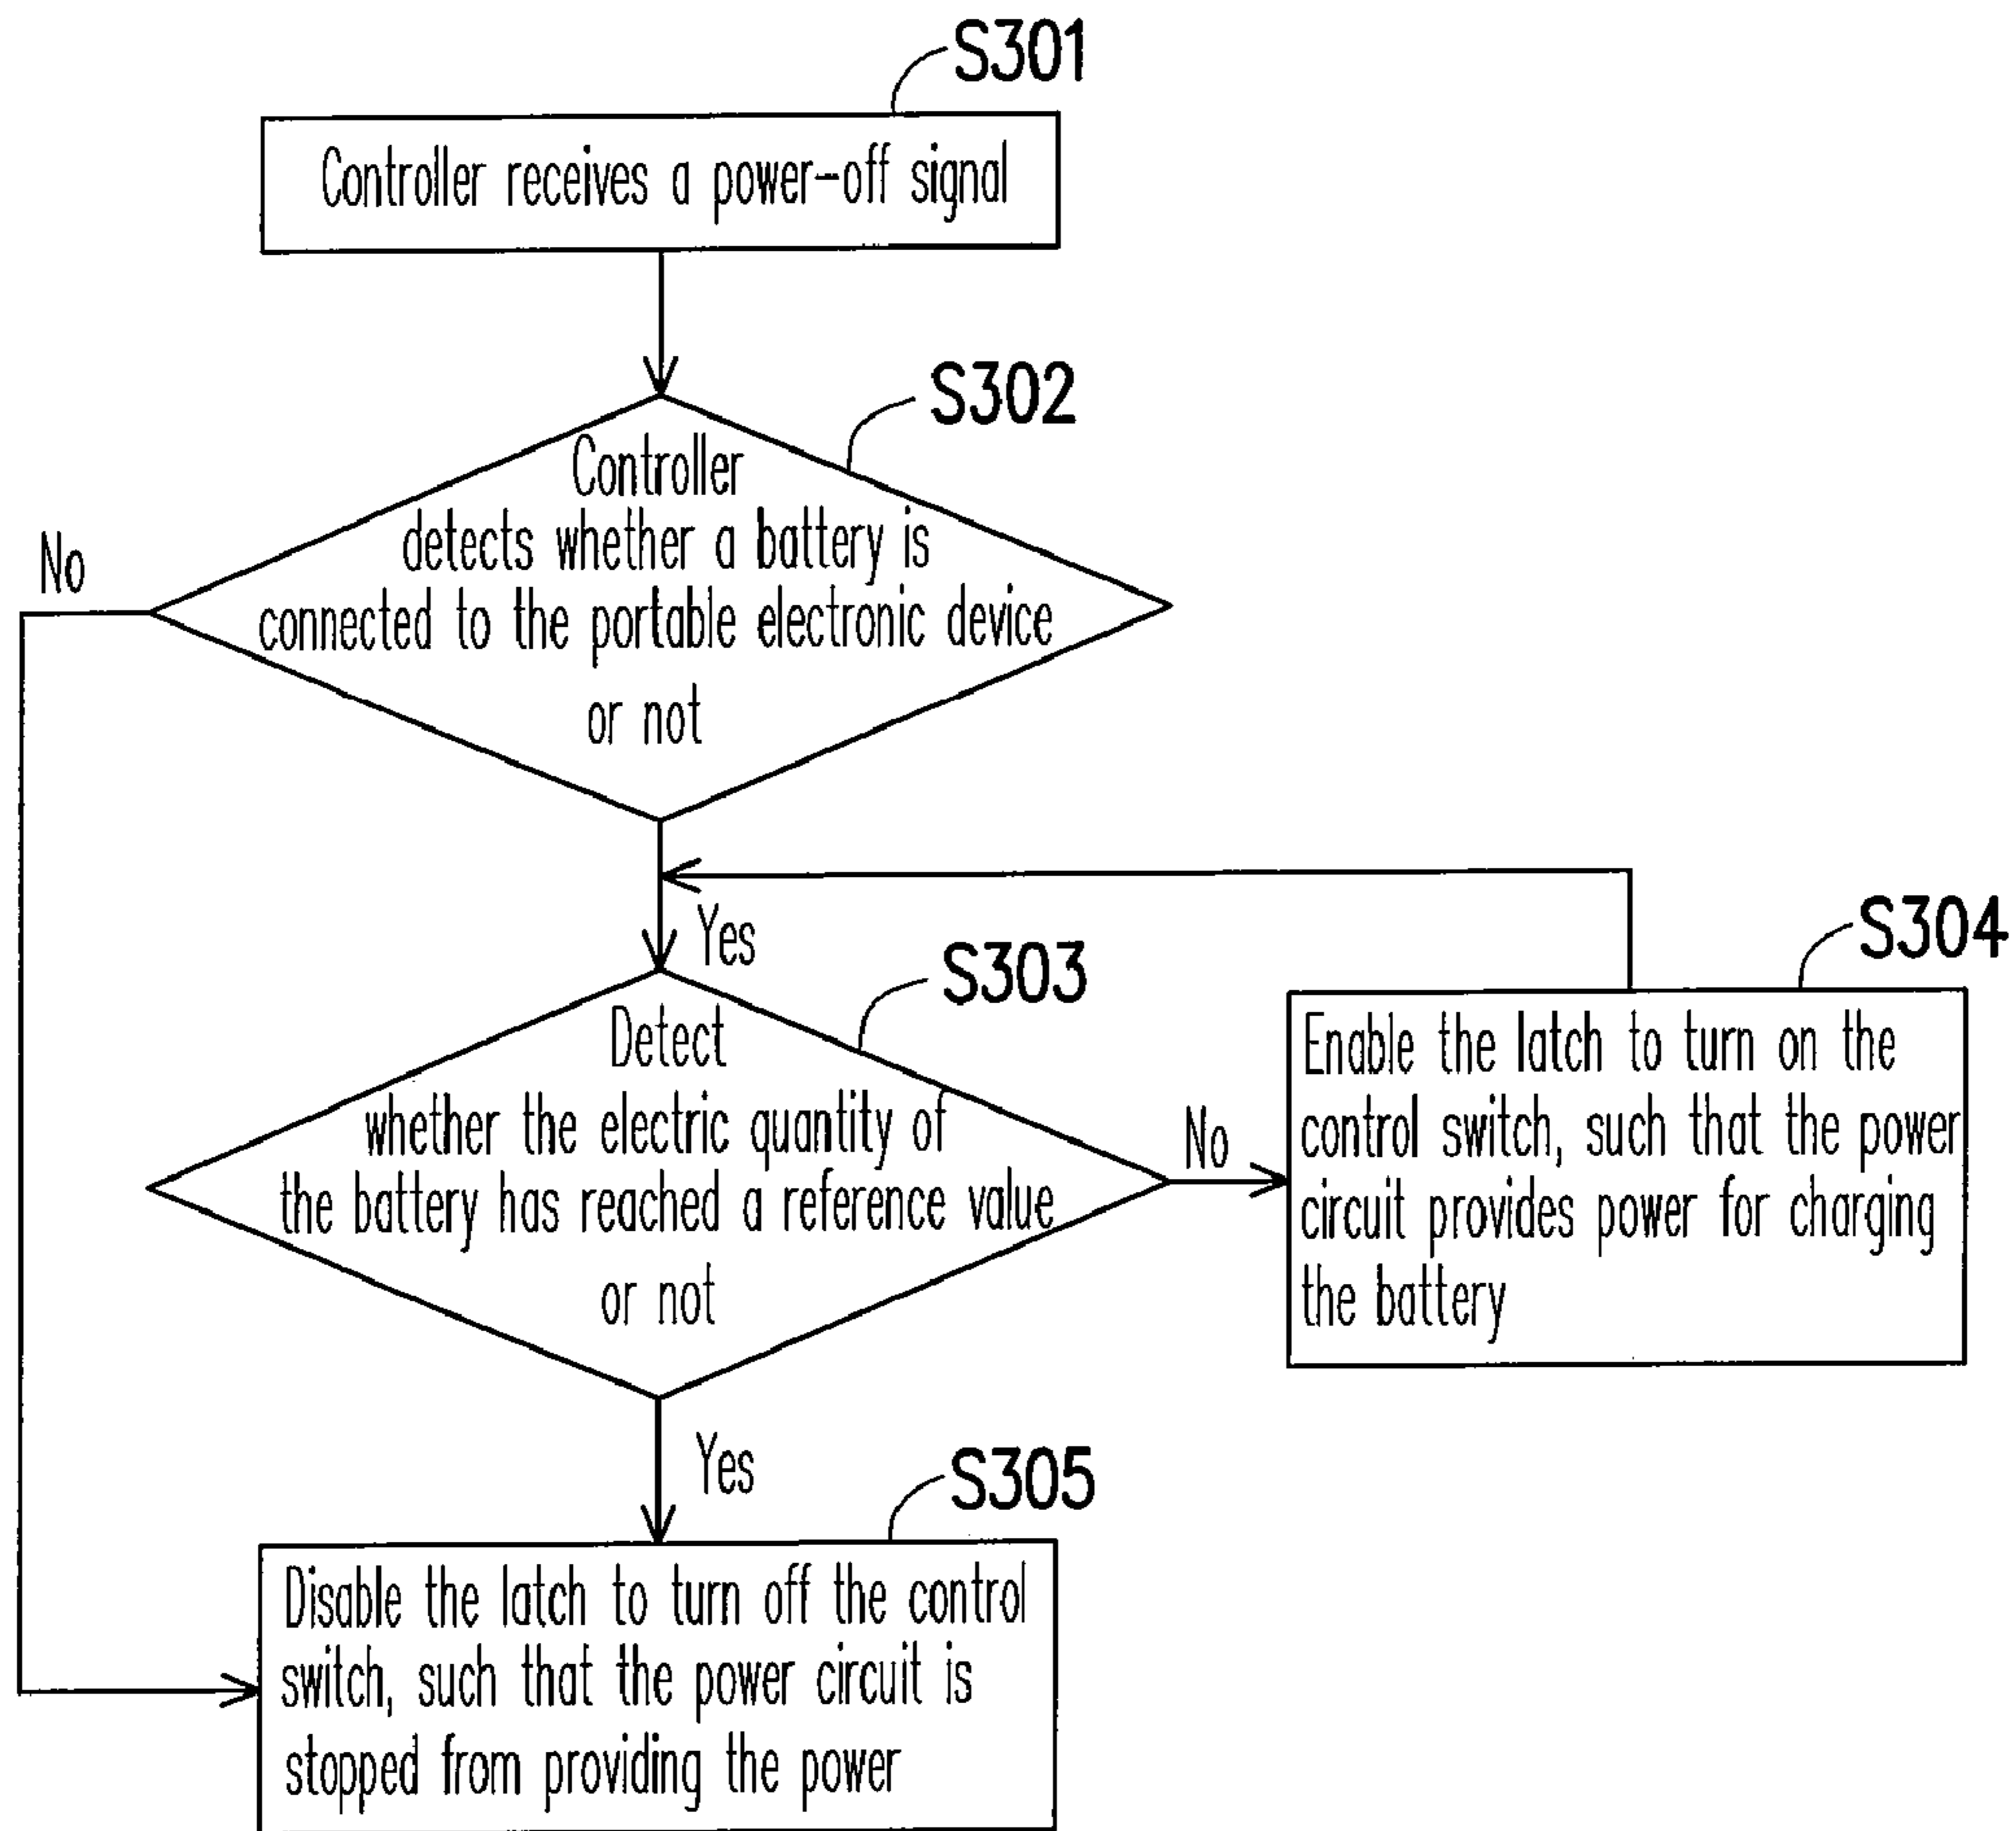 S301
Controller receives a power-off signal
S302
Controller
detects whether a battery is
connected to the portable electronic device
or not
No
Yes
S303
Detect
whether the electric quantity of
the battery has reached a reference value
or not
No
S304
Enable the latch to turn on the
control switch, such that the power
circuit provides power for charging
the battery
Yes
S305
Disable the latch to turn off the control
switch, such that the power circuit is
stopped from providing the power